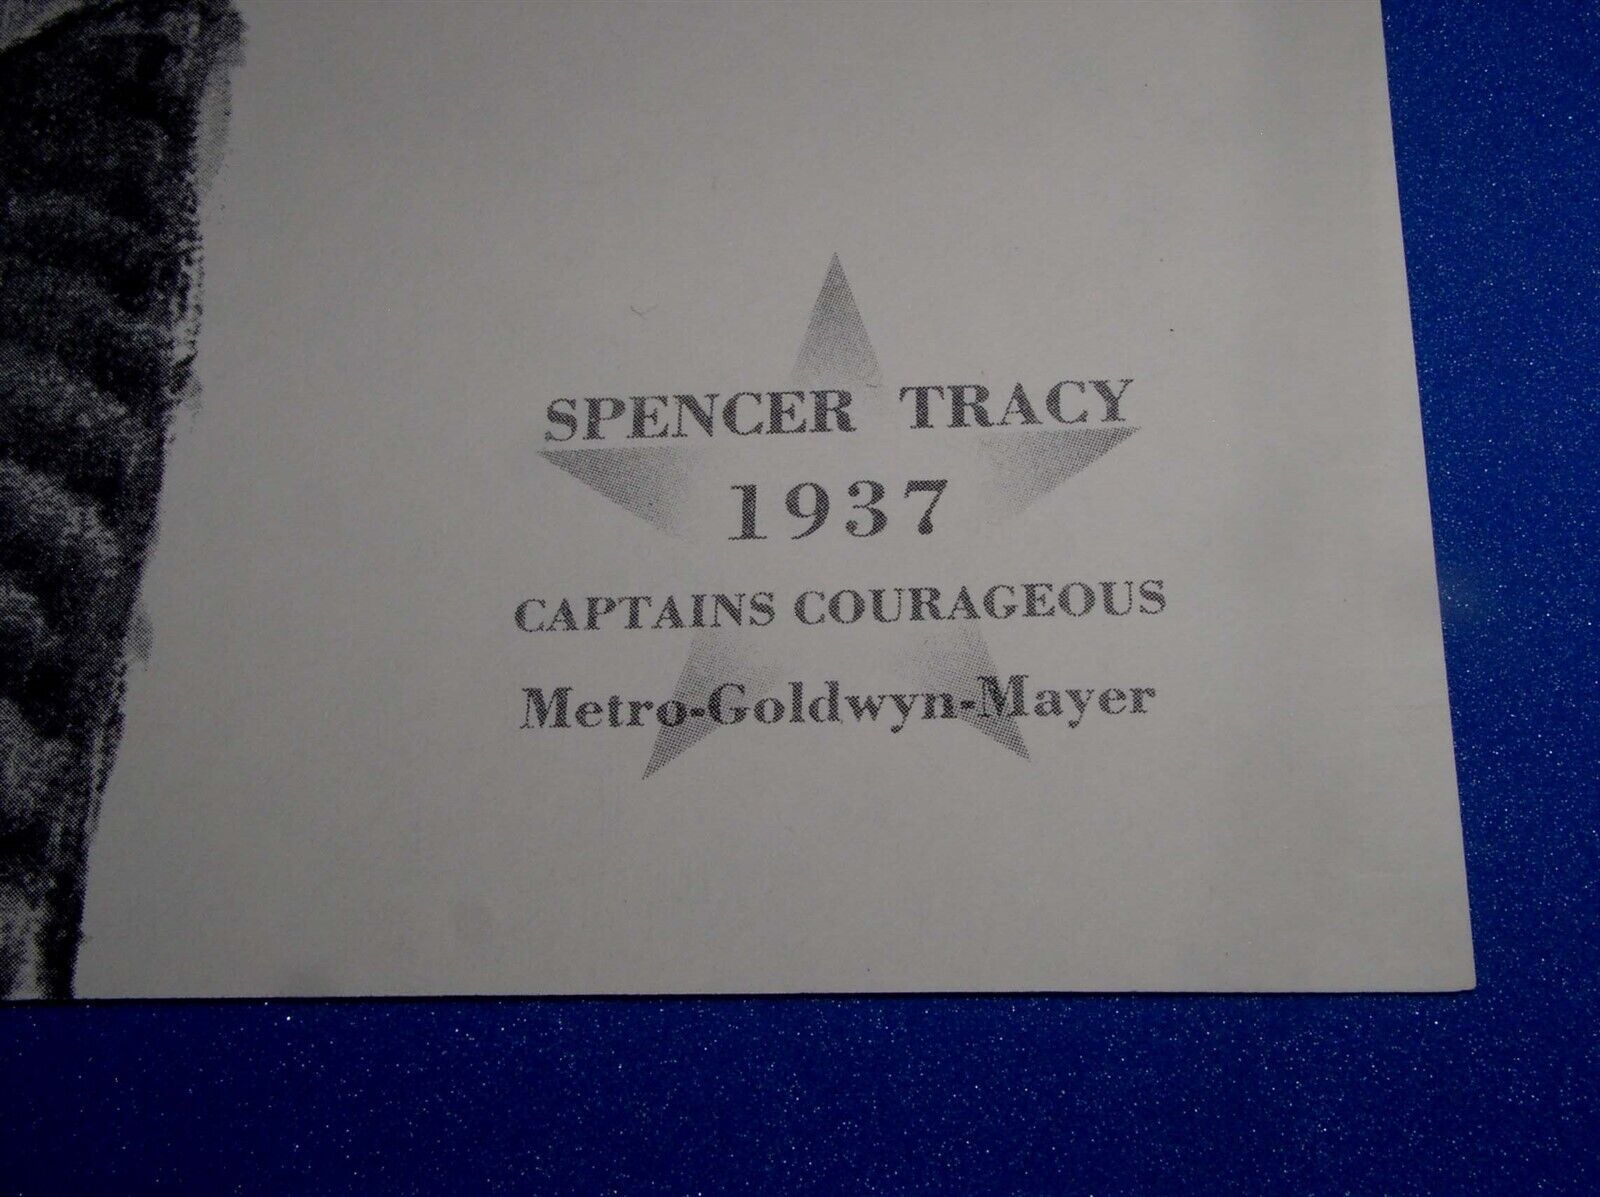 SPENCER TRACY
1937
CAPTAINS COURAGEOUS
Metro-Goldwyn-Mayer